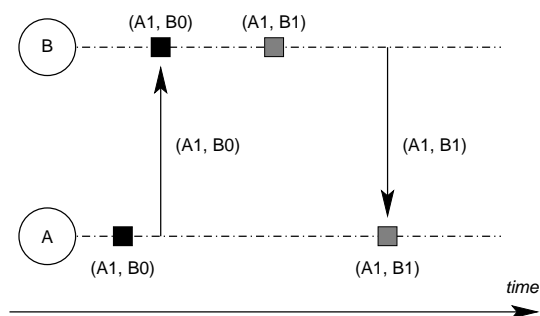 (A1, B0) (A1, B1)
B
(A1, B0) (A1, B1)
A
(A1, B0) (A1, B1)
time